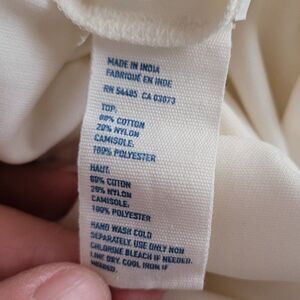 MADE IN INDIA
FABRIQUÉ EN INDE
RN 54485 CA 03073
TOP:
80% COTTON
20% NYLON
CAMISOLE:
100% POLYESTER
HAUT:
80% COTON
20% NYLON
CAMISOLE:
100% POLYESTER
HAND WASH COLD
SEPARATELY. USE ONLY NON
CHLORINE BLEACH IF NEEDED.
LINE DRY. COOL IRON IF
NEEDED.